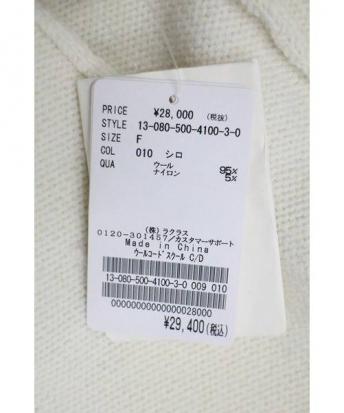 PRICE ¥28,000 (税抜)
STYLE 13-080-500-4100-3-0
SIZE F
COL 010 シロ
QUA ウール 95%
ナイロン 5%
(株) ラクラス
0120-301457/カスタマーサポート
Made in China
ウールコードスクール C/D
13-080-500-4100-3-0 009 010
00000000000000028000
¥29,400(税込)